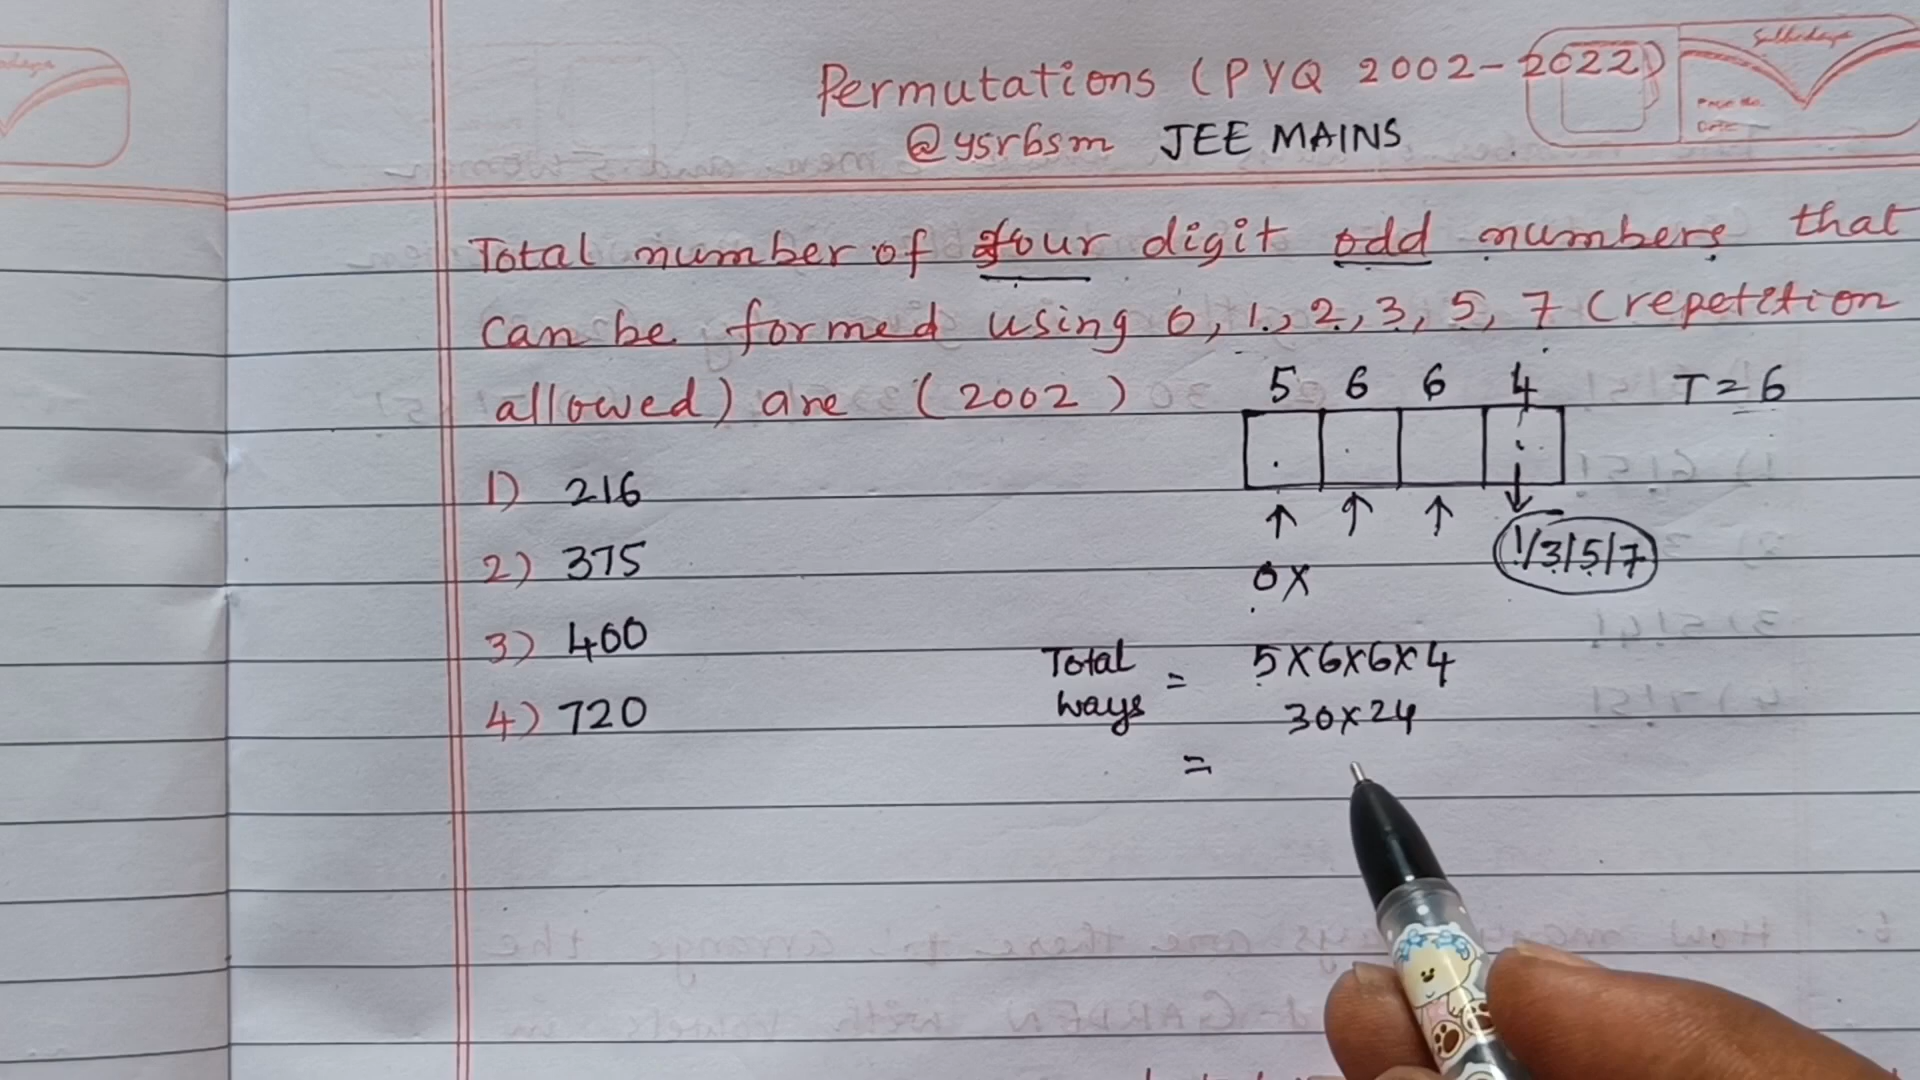 Permutations (PYQ 2002-2022)
@ysrbsm JEE MAINS
Total number of four digit odd numbers that
can be formed using 0, 1, 2, 3, 5, 7 (repetition
allowed) are (2002)
5 6 6 4 T = 6
1) 216
2) 375
1/3/5/7
0X
3) 400
Total Ways = 5X6X6X4
4) 720
30x24
=